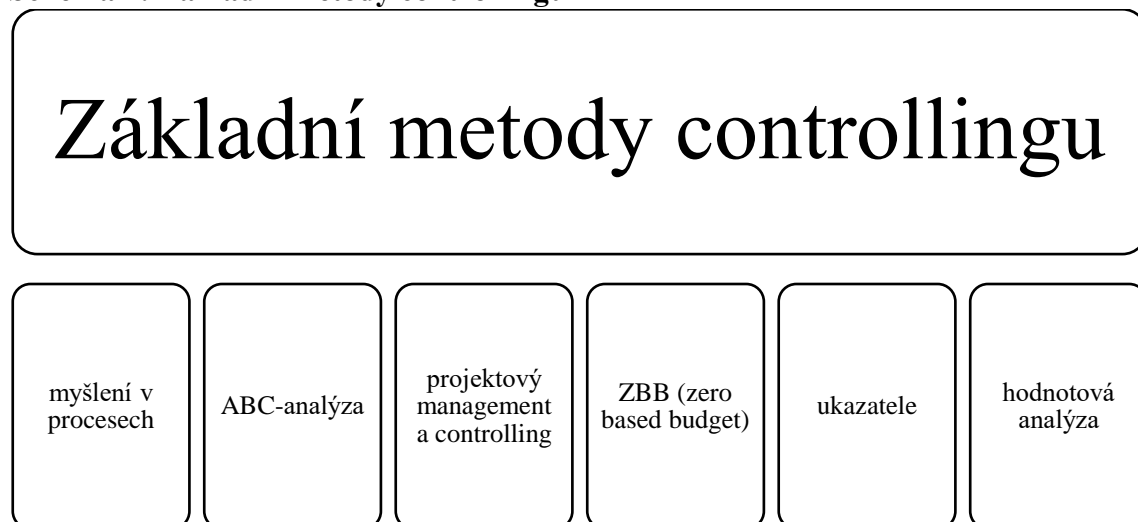 Základní metody controllingu
myšlení v
procesech
ABC-analýza
projektový
management
a controlling
ZBB (zero
based budget)
ukazatele
hodnotová
analýza